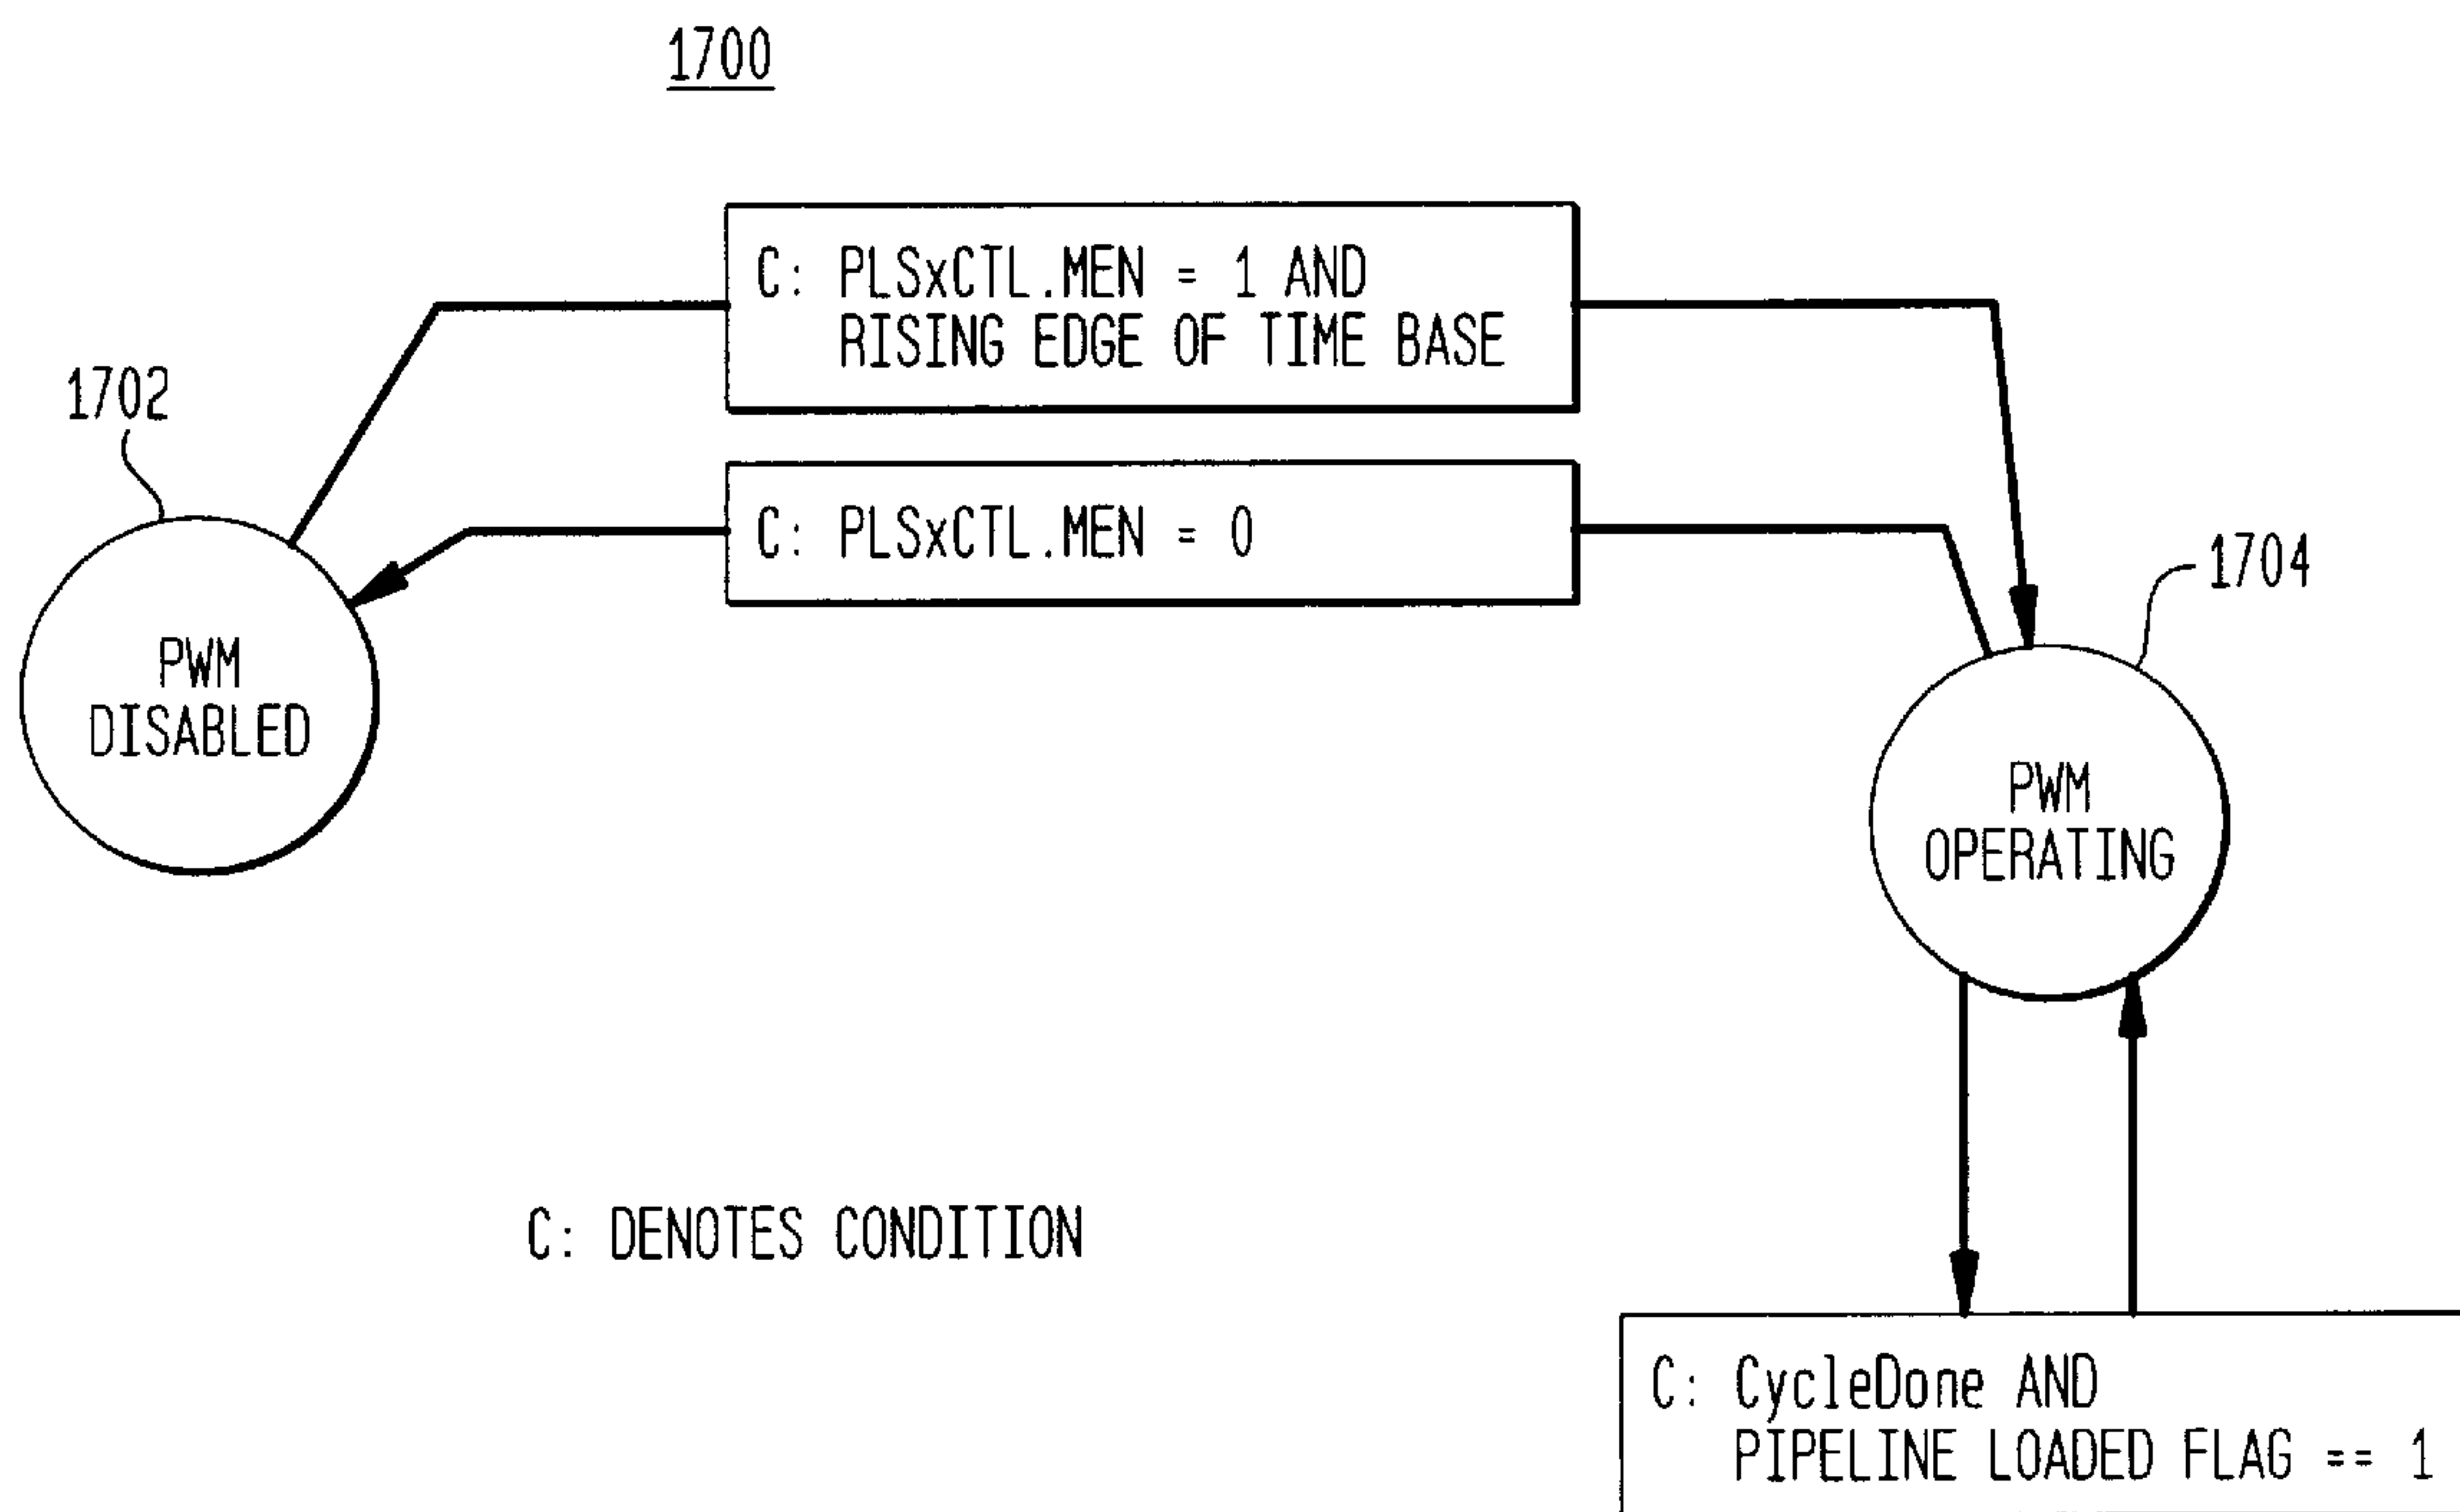 1700
C: PLSxCTL.MEN = 1 AND
RISING EDGE OF TIME BASE
1702
C: PLSxCTL.MEN = 0
1704
PWM
DISABLED
PWM
OPERATING
C: DENOTES CONDITION
C: CycleDone AND
PIPELINE LOADED FLAG == 1